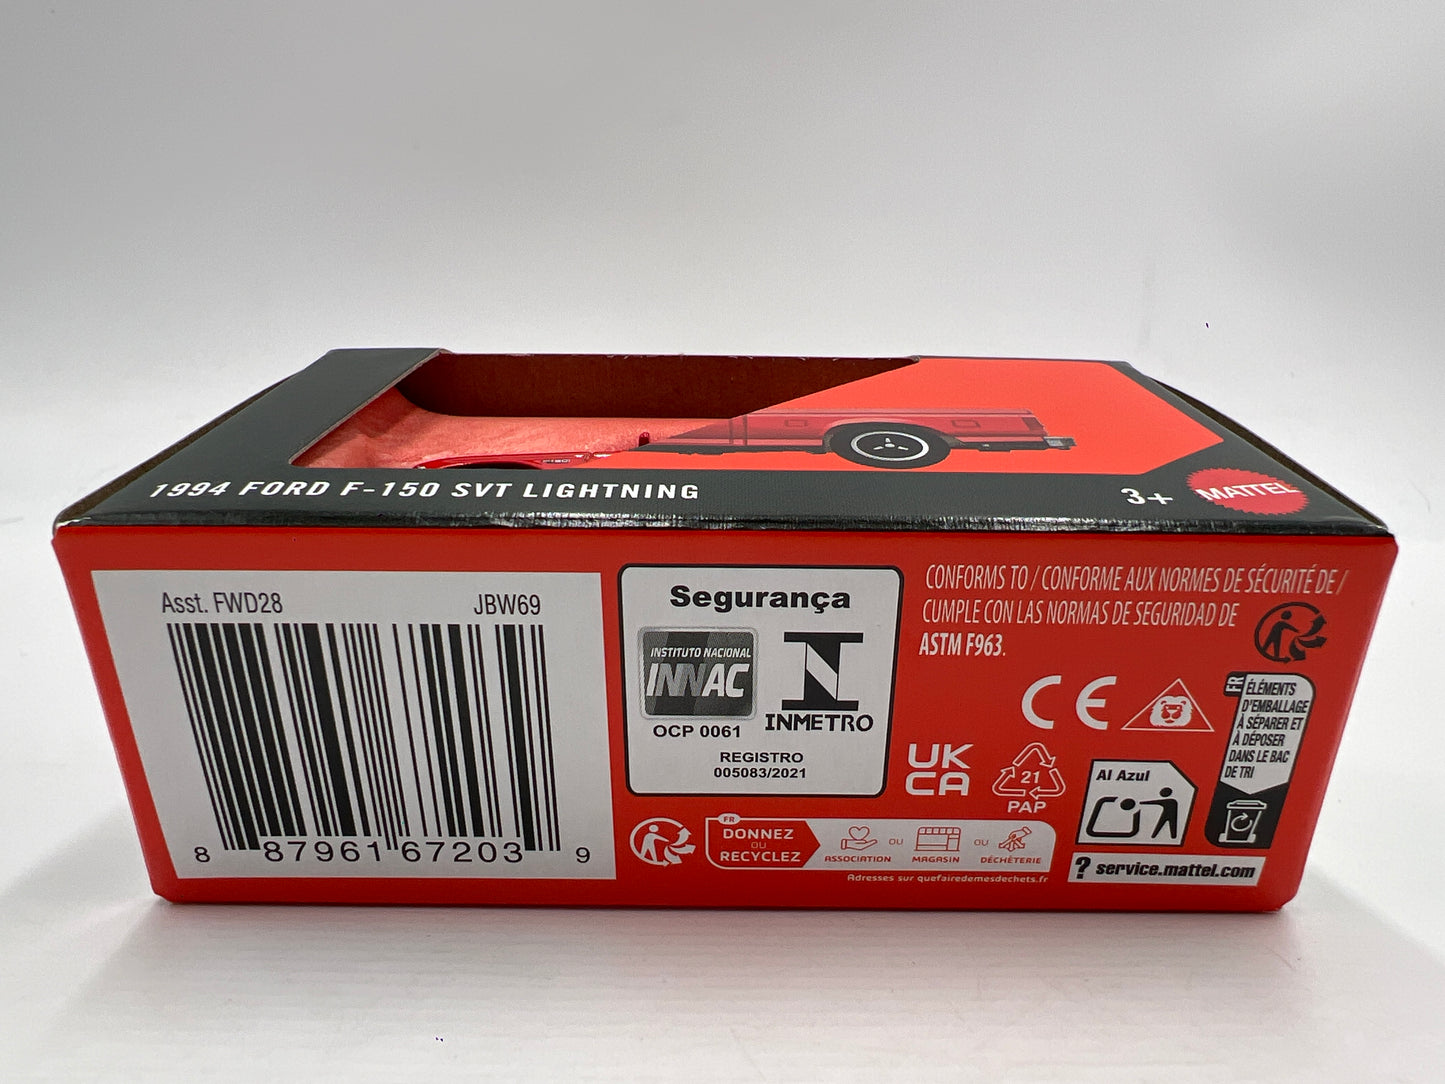 1994 FORD F-150 SVT LIGHTNING
3+
MATTEL
Asst. FWD28
JBW69
8 87961 67203 9
Segurança
INSTITUTO NACIONAL
INNAC
OCP 0061
INMETRO
REGISTRO
005083/2021
CONFORMS TO / CONFORME AUX NORMES DE SÉCURITÉ DE /
CUMPLE CON LAS NORMAS DE SEGURIDAD DE
ASTM F963.
CE
UK
CA
21
PAP
Al Azul
FR
ÉLÉMENTS
D'EMBALLAGE
À SÉPARER ET
À DÉPOSER
DANS LE BAC
DE TRI
FR
DONNEZ
OU
RECYCLEZ
ASSOCIATION OU MAGASIN OU DÉCHÈTERIE
Adresses sur quefairedemesdechets.fr
? service.mattel.com